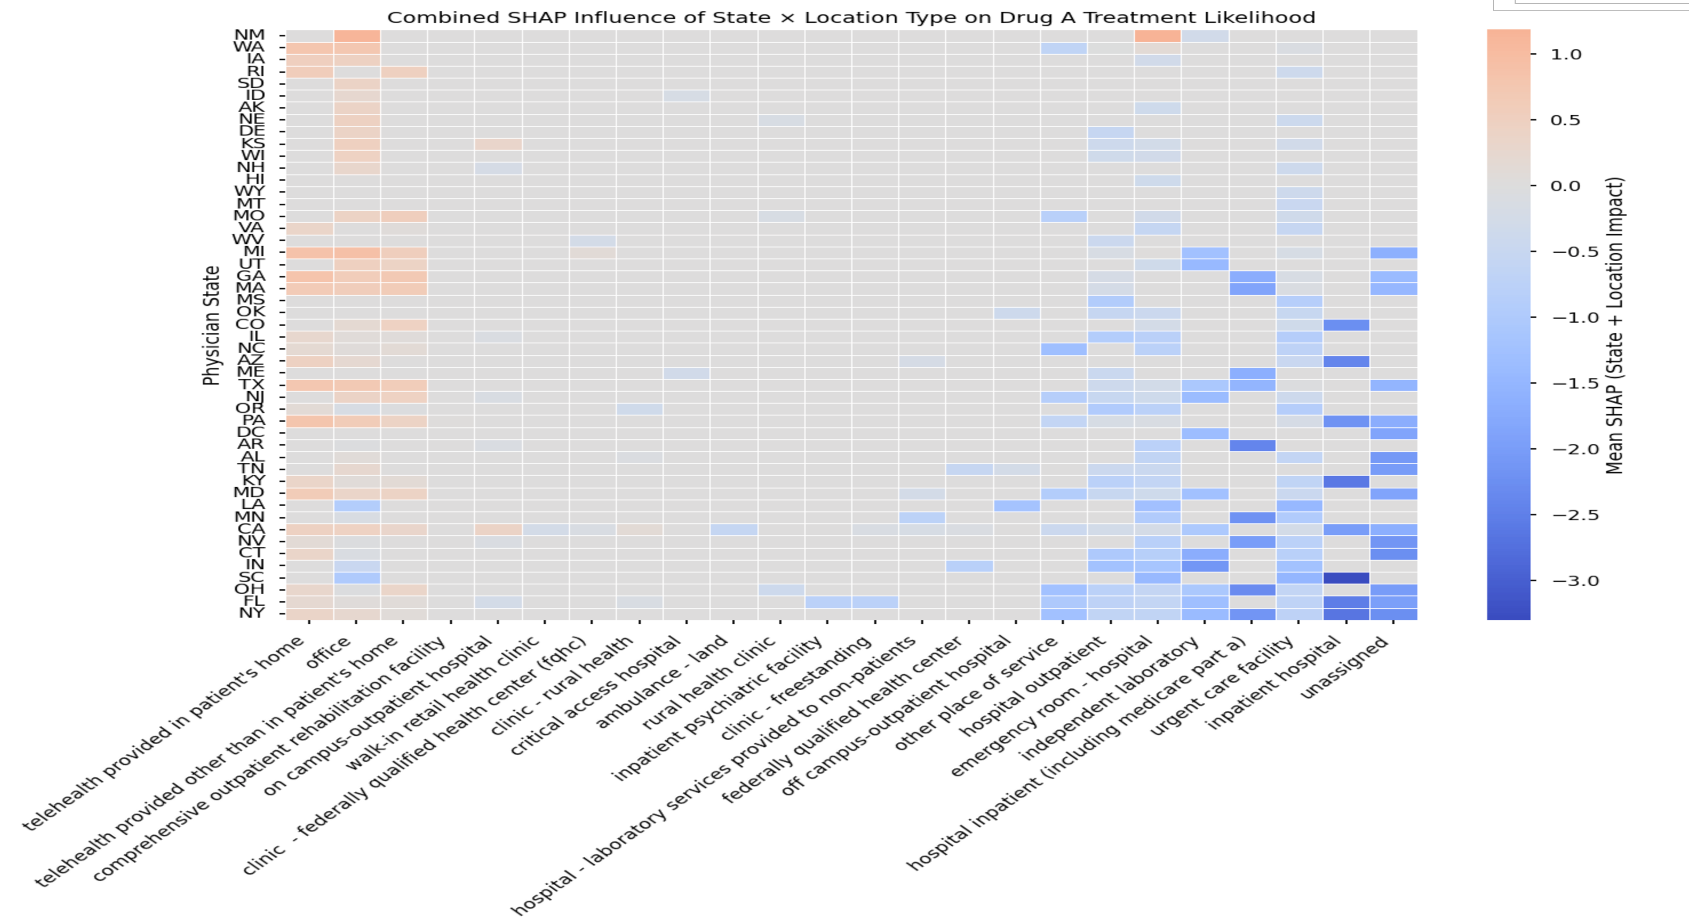 Combined SHAP Influence of State × Location Type on Drug A Treatment Likelihood
Physician State
NM
WA
IA
RI
SD
ID
AK
NE
DE
KS
WI
NH
HI
WY
MT
MO
VA
WV
MI
UT
GA
MA
MS
OK
CO
IL
NC
AZ
ME
TX
NJ
OR
PA
DC
AR
AL
TN
KY
MD
LA
MN
CA
NV
CT
IN
SC
OH
FL
NY
telehealth provided in patient's home
office
telehealth provided other than in patient's home
comprehensive outpatient rehabilitation facility
on campus-outpatient hospital
walk-in retail health clinic
clinic - federally qualified health center (fqhc)
clinic - rural health
critical access hospital
ambulance - land
rural health clinic
inpatient psychiatric facility
clinic - freestanding
hospital - laboratory services provided to non-patients
federally qualified health center
off campus-outpatient hospital
other place of service
hospital outpatient
emergency room - hospital
independent laboratory
hospital inpatient (including medicare part a)
urgent care facility
inpatient hospital
unassigned
1.0
0.5
0.0
−0.5
−1.0
−1.5
−2.0
−2.5
−3.0
Mean SHAP (State + Location Impact)